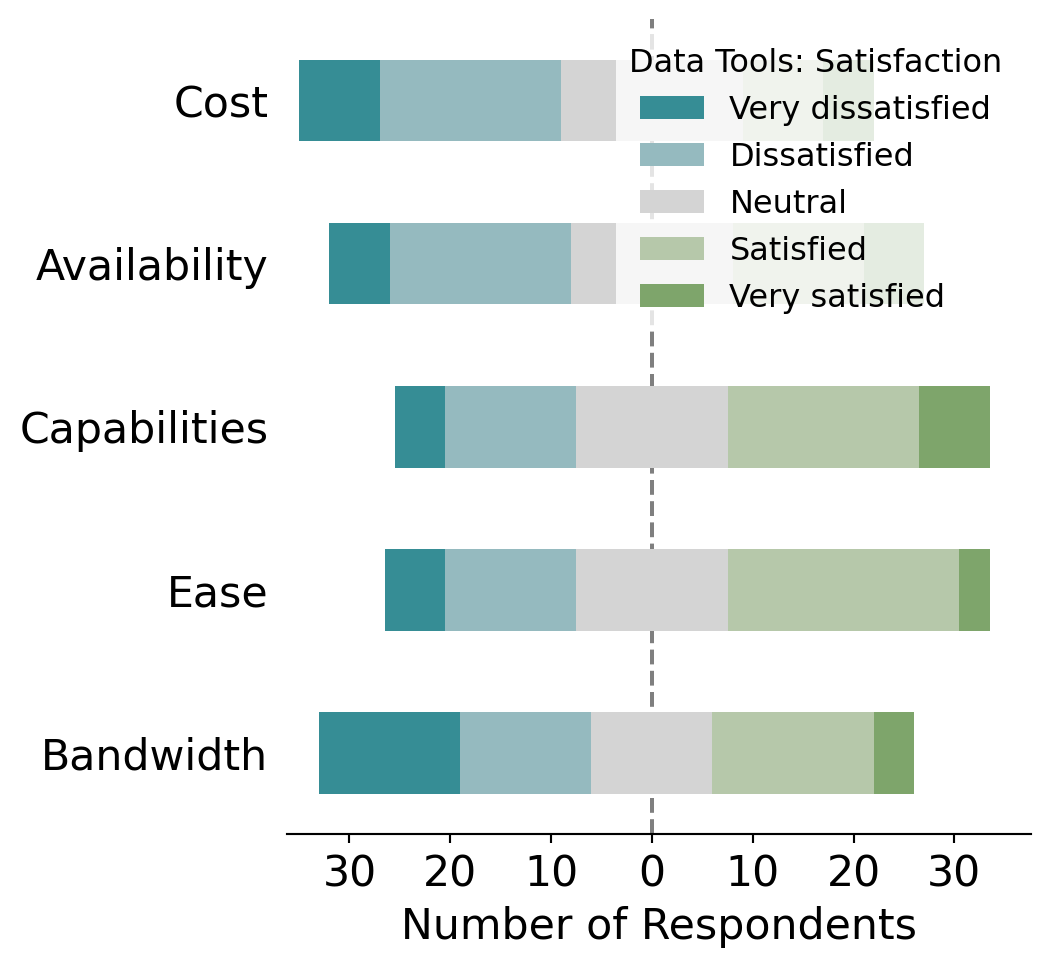 Data Tools: Satisfaction
Very dissatisfied
Dissatisfied
Neutral
Satisfied
Very satisfied
Cost
Availability
Capabilities
Ease
Bandwidth
30 20 10 0 10 20 30
Number of Respondents